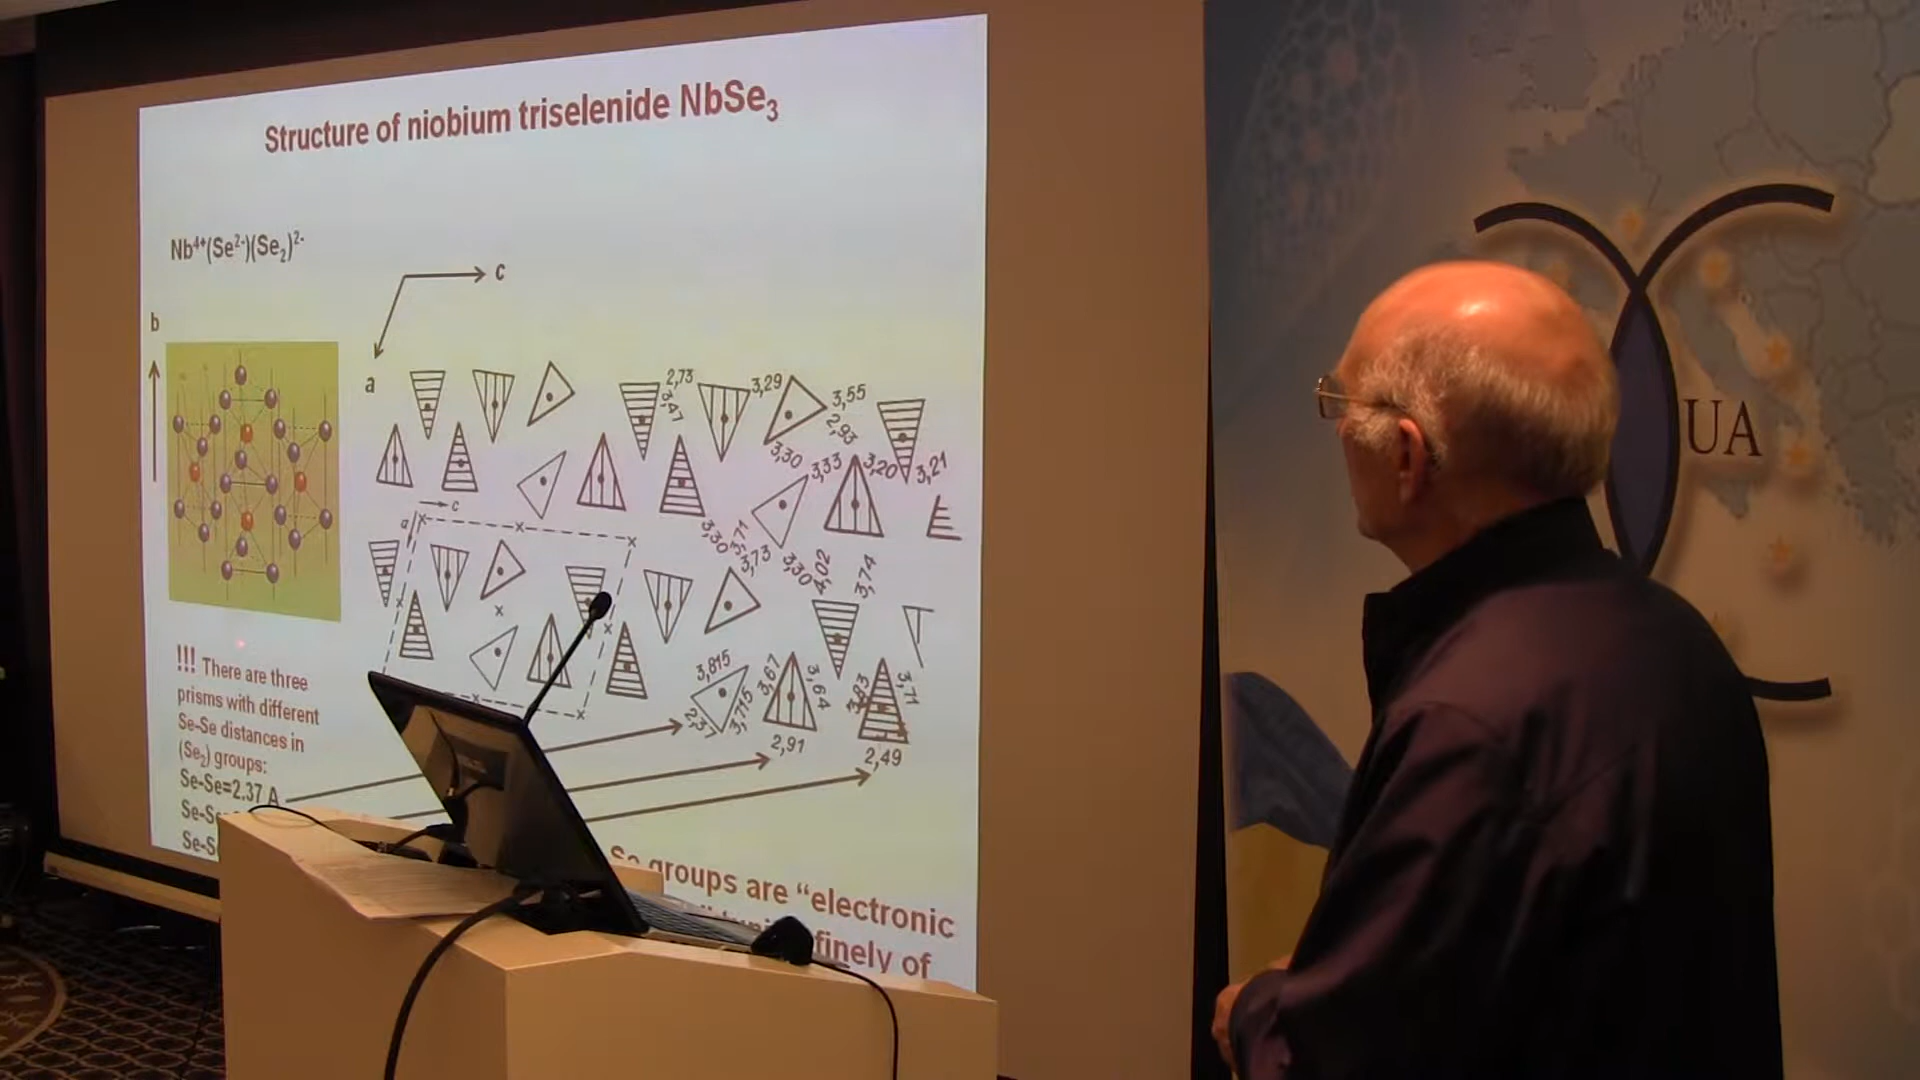 Structure of niobium triselenide NbSe3
Nb4+(Se2-)(Se2)2-
c
b
a
2,73
3,47
3,29
3,55
2,93
3,30
3,33
3,20
3,21
c
a
3,30
3,71
3,73
3,30
4,02
3,74
3,815
2,37
3,715
3,67
3,64
2,91
3,71
2,49
!!! There are three
prisms with different
Se-Se distances in
(Se2) groups:
Se-Se=2.37 A
groups are “electronic
finely of
UA